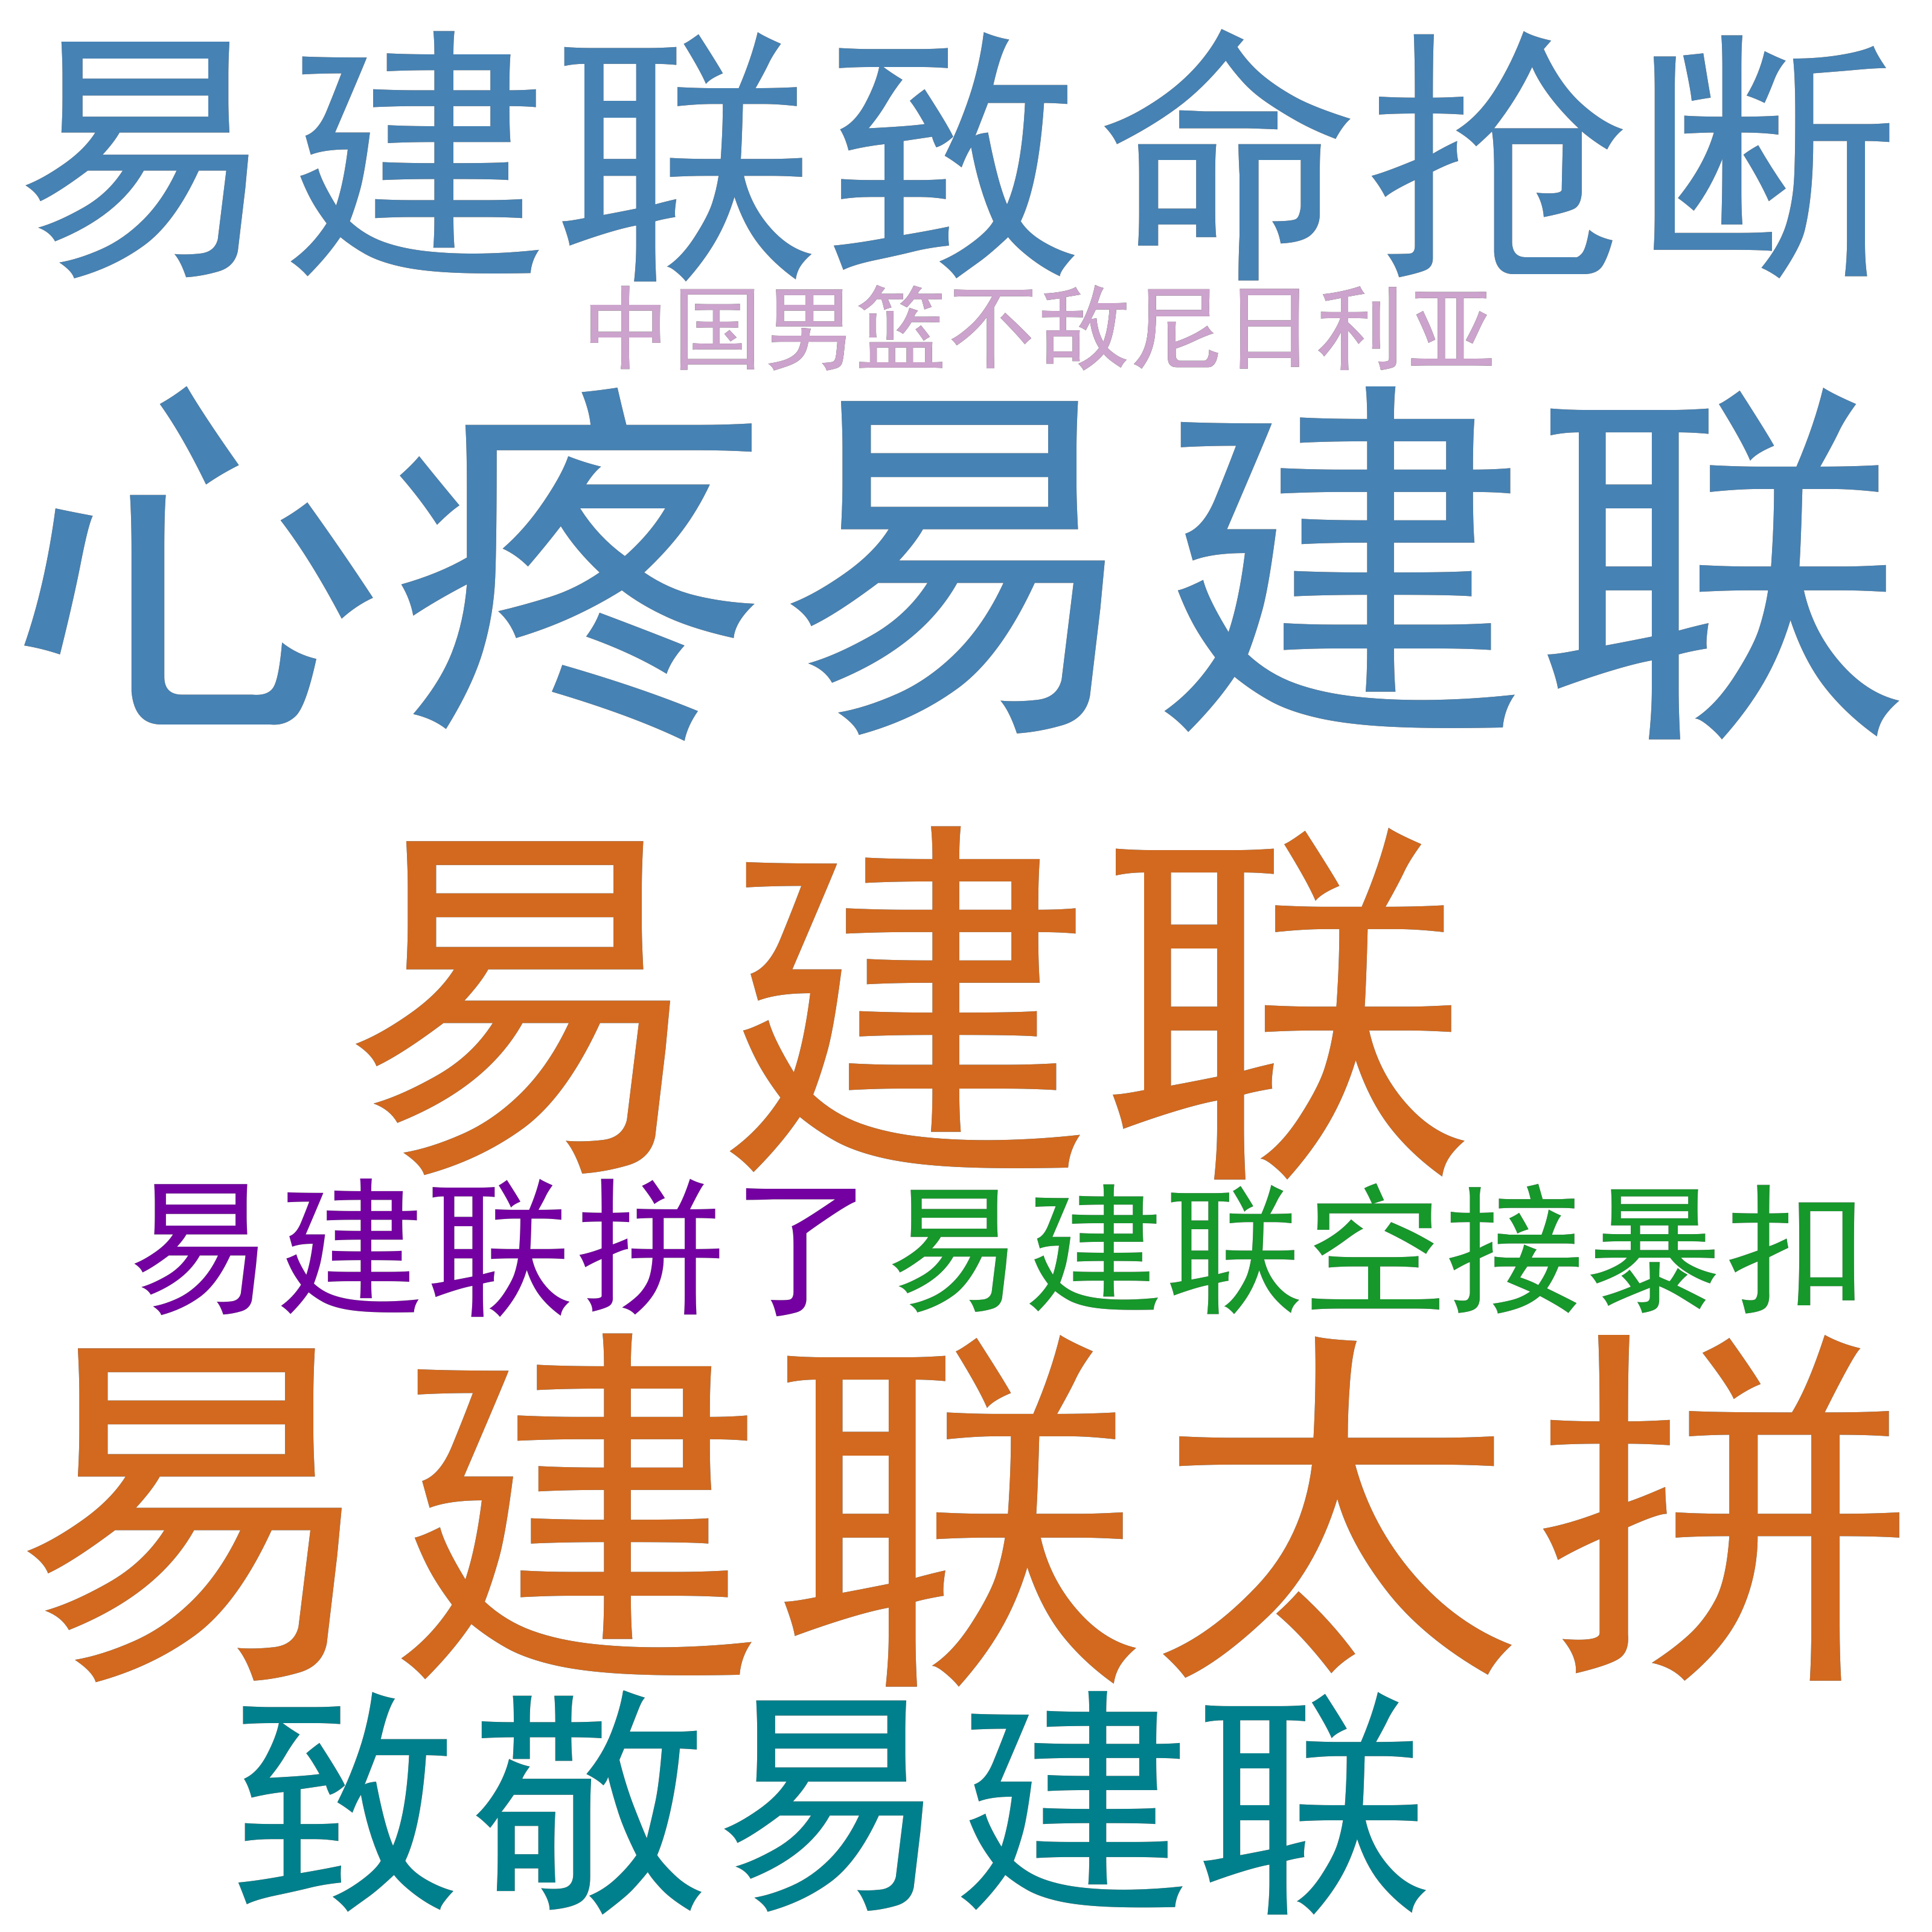 易建联致命抢断
中国男篮不敌尼日利亚
心疼易建联
易建联
易建联拼了 易建联空接暴扣
易建联太拼
致敬易建联